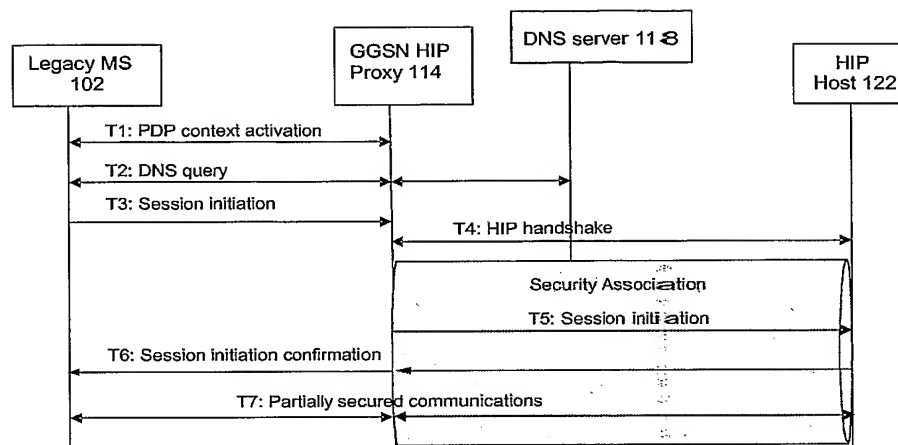 Legacy MS
102
GGSN HIP
Proxy 114
DNS server 118
HIP
Host 122
T1: PDP context activation
T2: DNS query
T3: Session initiation
T4: HIP handshake
Security Association
T5: Session initiation
T6: Session initiation confirmation
T7: Partially secured communications